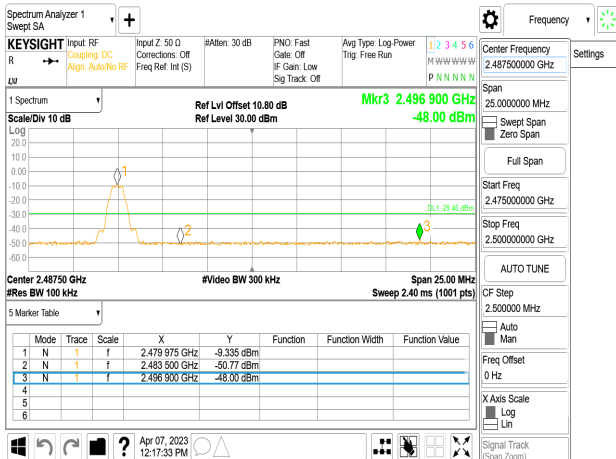 Spectrum Analyzer 1
Swept SA
Frequency
KEYSIGHT
R
Input: RF
Coupling: DC
Align: Auto/No RF
Input Z: 50 Ω
Corrections: Off
Freq Ref: Int (S)
#Atten: 30 dB
PNO: Fast
Gate: Off
IF Gain: Low
Sig Track: Off
Avg Type: Log-Power
Trig: Free Run
1 2 3 4 5 6
M W W W W W
P N N N N N
LXI
1 Spectrum
Scale/Div 10 dB
Ref Lvl Offset 10.80 dB
Ref Level 30.00 dBm
Mkr3 2.496 900 GHz
-48.00 dBm
Log
20.0
10.0
0.00
-10.0
-20.0
-30.0
-40.0
-50.0
-60.0
1
2
3
DL1 -29.46 dBm
Center 2.48750 GHz
#Res BW 100 kHz
#Video BW 300 kHz
Span 25.00 MHz
Sweep 2.40 ms (1001 pts)
5 Marker Table
Mode Trace Scale X Y Function Function Width Function Value
1 N 1 f 2.479 975 GHz -9.335 dBm
2 N 1 f 2.483 500 GHz -50.77 dBm
3 N 1 f 2.496 900 GHz -48.00 dBm
4
5
6
?
Apr 07, 2023
12:17:33 PM
Center Frequency
2.487500000 GHz
Settings
Span
25.0000000 MHz
Swept Span
Zero Span
Full Span
Start Freq
2.475000000 GHz
Stop Freq
2.500000000 GHz
AUTO TUNE
CF Step
2.500000 MHz
Auto
Man
Freq Offset
0 Hz
X Axis Scale
Log
Lin
Signal Track
(Span Zoom)